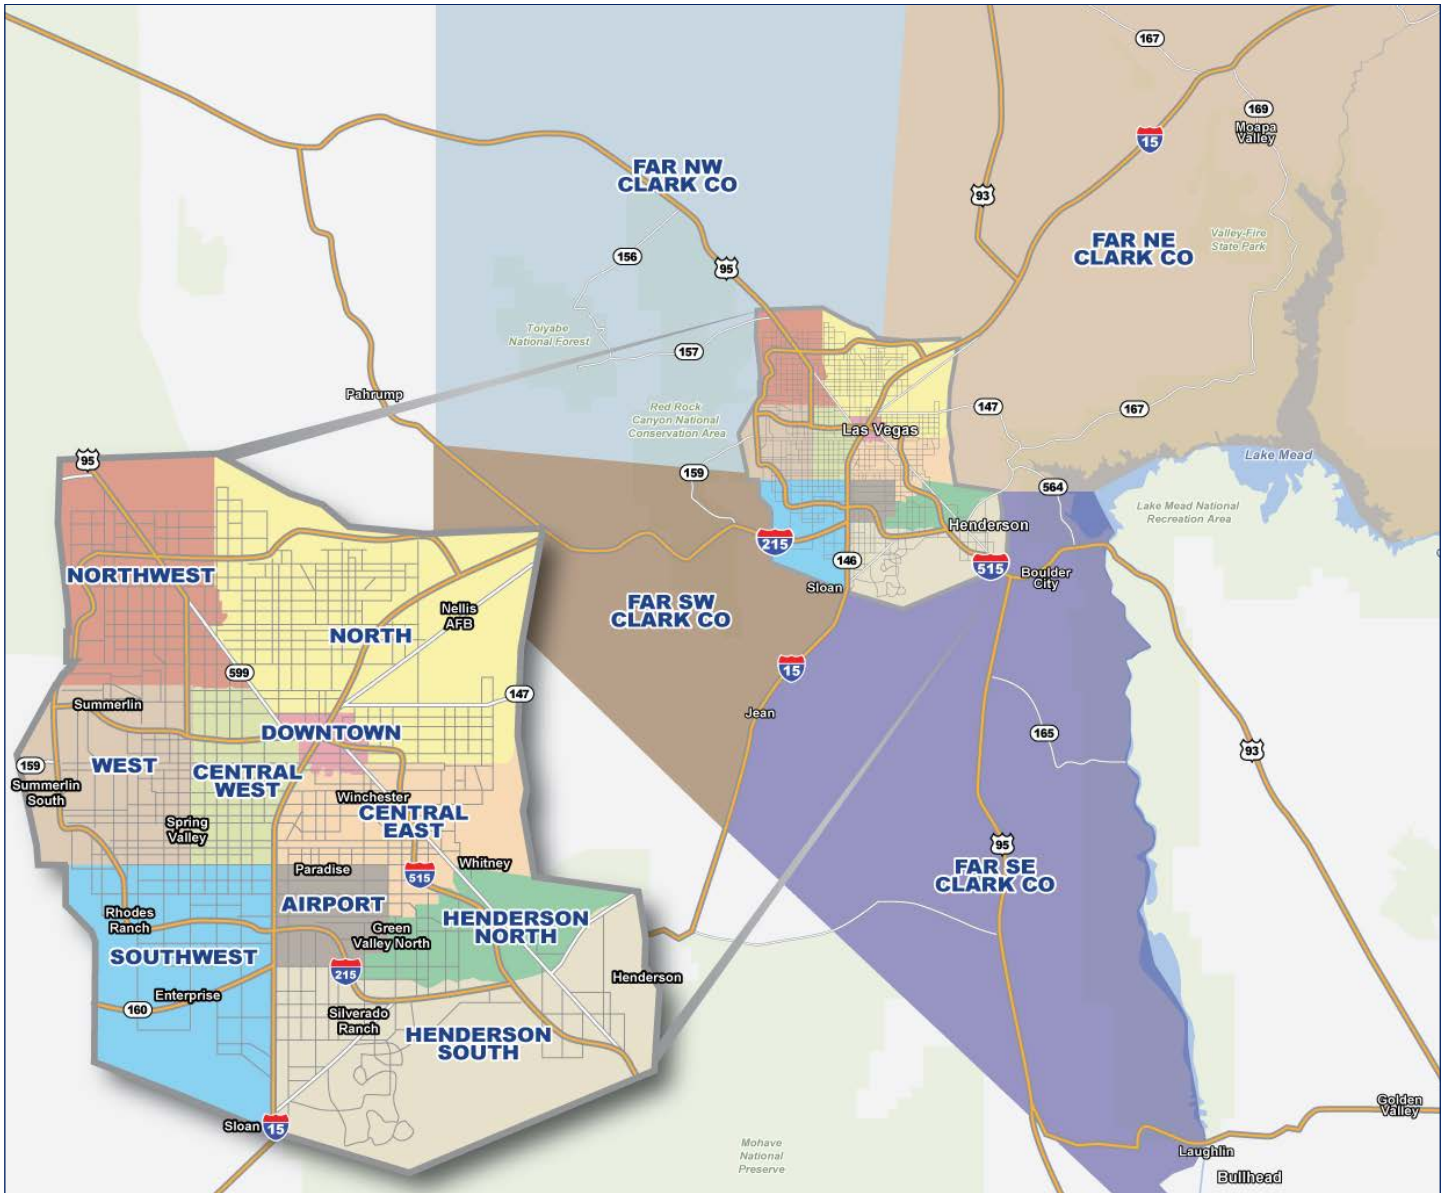 167
169
Moapa
Valley
15
FAR NW
CLARK CO
93
Valley-Fire
State Park
FAR NE
CLARK CO
156
95
Toiyabe
National Forest
157
Pahrump
Red Rock
Canyon National
Conservation Area
147
167
Las Vegas
159
Lake Mead
564
Lake Mead National
Recreation Area
Henderson
215
146
515
Boulder
City
Sloan
FAR SW
CLARK CO
15
Jean
165
93
95
FAR SE
CLARK CO
95
NORTHWEST
Nellis
AFB
NORTH
599
147
Summerlin
DOWNTOWN
159
WEST
CENTRAL
WEST
Summerlin
South
Winchester
CENTRAL
EAST
Spring
Valley
Paradise
Whitney
515
AIRPORT
Rhodes
Ranch
HENDERSON
NORTH
Green
Valley North
SOUTHWEST
215
Henderson
Enterprise
160
Silverado
Ranch
HENDERSON
SOUTH
Sloan
15
Mohave
National
Preserve
Golden
Valley
Laughlin
Bullhead